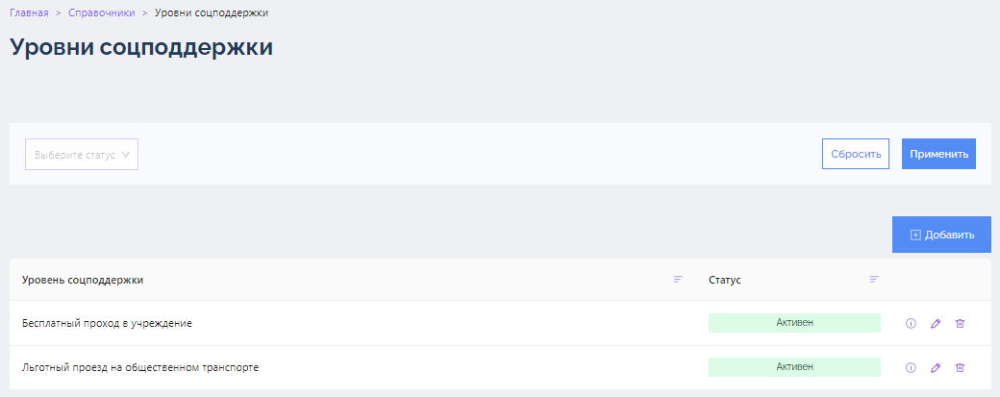 Главная > Справочники > Уровни соцподдержки
Уровни соцподдержки
Выберите статус
Сбросить
Применить
Добавить
Уровень соцподдержки Статус
Бесплатный проход в учреждение Активен
Льготный проезд на общественном транспорте Активен